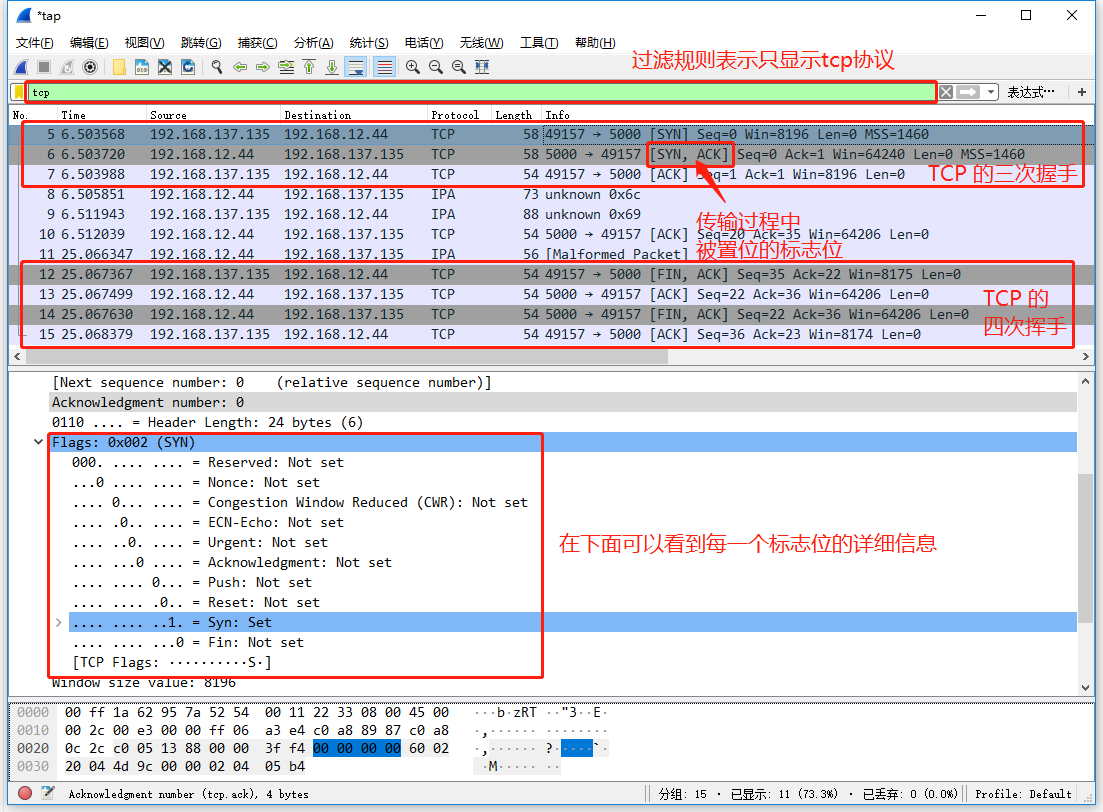 *tap
文件(F) 编辑(E) 视图(V) 跳转(G) 捕获(C) 分析(A) 统计(S) 电话(Y) 无线(W) 工具(T) 帮助(H)
过滤规则表示只显示tcp协议
tcp 表达式…
No. Time Source Destination Protocol Length Info
5 6.503568 192.168.137.135 192.168.12.44 TCP 58 49157 → 5000 [SYN] Seq=0 Win=8196 Len=0 MSS=1460
6 6.503720 192.168.12.44 192.168.137.135 TCP 58 5000 → 49157 [SYN, ACK] Seq=0 Ack=1 Win=64240 Len=0 MSS=1460
7 6.503988 192.168.137.135 192.168.12.44 TCP 54 49157 → 5000 [ACK] Seq=1 Ack=1 Win=8196 Len=0
TCP 的三次握手
8 6.505851 192.168.137.135 192.168.12.44 IPA 73 unknown 0x6c
9 6.511943 192.168.12.44 192.168.137.135 IPA 88 unknown 0x69
传输过程中
被置位的标志位
10 6.512039 192.168.12.44 192.168.137.135 TCP 54 5000 → 49157 [ACK] Seq=20 Ack=35 Win=64206 Len=0
11 25.066347 192.168.12.44 192.168.137.135 IPA 56 [Malformed Packet]
12 25.067367 192.168.137.135 192.168.12.44 TCP 54 49157 → 5000 [FIN, ACK] Seq=35 Ack=22 Win=8175 Len=0
13 25.067499 192.168.12.44 192.168.137.135 TCP 54 5000 → 49157 [ACK] Seq=22 Ack=36 Win=64206 Len=0
14 25.067630 192.168.12.44 192.168.137.135 TCP 54 5000 → 49157 [FIN, ACK] Seq=22 Ack=36 Win=64206 Len=0
15 25.068379 192.168.137.135 192.168.12.44 TCP 54 49157 → 5000 [ACK] Seq=36 Ack=23 Win=8174 Len=0
TCP 的
四次挥手
[Next sequence number: 0 (relative sequence number)]
Acknowledgment number: 0
0110 .... = Header Length: 24 bytes (6)
Flags: 0x002 (SYN)
000. .... .... = Reserved: Not set
...0 .... .... = Nonce: Not set
.... 0... .... = Congestion Window Reduced (CWR): Not set
.... .0.. .... = ECN-Echo: Not set
.... ..0. .... = Urgent: Not set
.... ...0 .... = Acknowledgment: Not set
.... .... 0... = Push: Not set
.... .... .0.. = Reset: Not set
.... .... ..1. = Syn: Set
.... .... ...0 = Fin: Not set
[TCP Flags: ··········S·]
Window size value: 8196
在下面可以看到每一个标志位的详细信息
0000 00 ff 1a 62 95 7a 52 54 00 11 22 33 08 00 45 00 ···b·zRT ··"3··E·
0010 00 2c 00 e3 00 00 ff 06 a3 e4 c0 a8 89 87 c0 a8 ·,······ ········
0020 0c 2c c0 05 13 88 00 00 3f f4 00 00 00 00 60 02 ·,······ ?·····`·
0030 20 04 4d 9c 00 00 02 04 05 b4 ·M····· ··
Acknowledgment number (tcp.ack), 4 bytes 分组: 15 · 已显示: 11 (73.3%) · 已丢弃: 0 (0.0%) Profile: Default